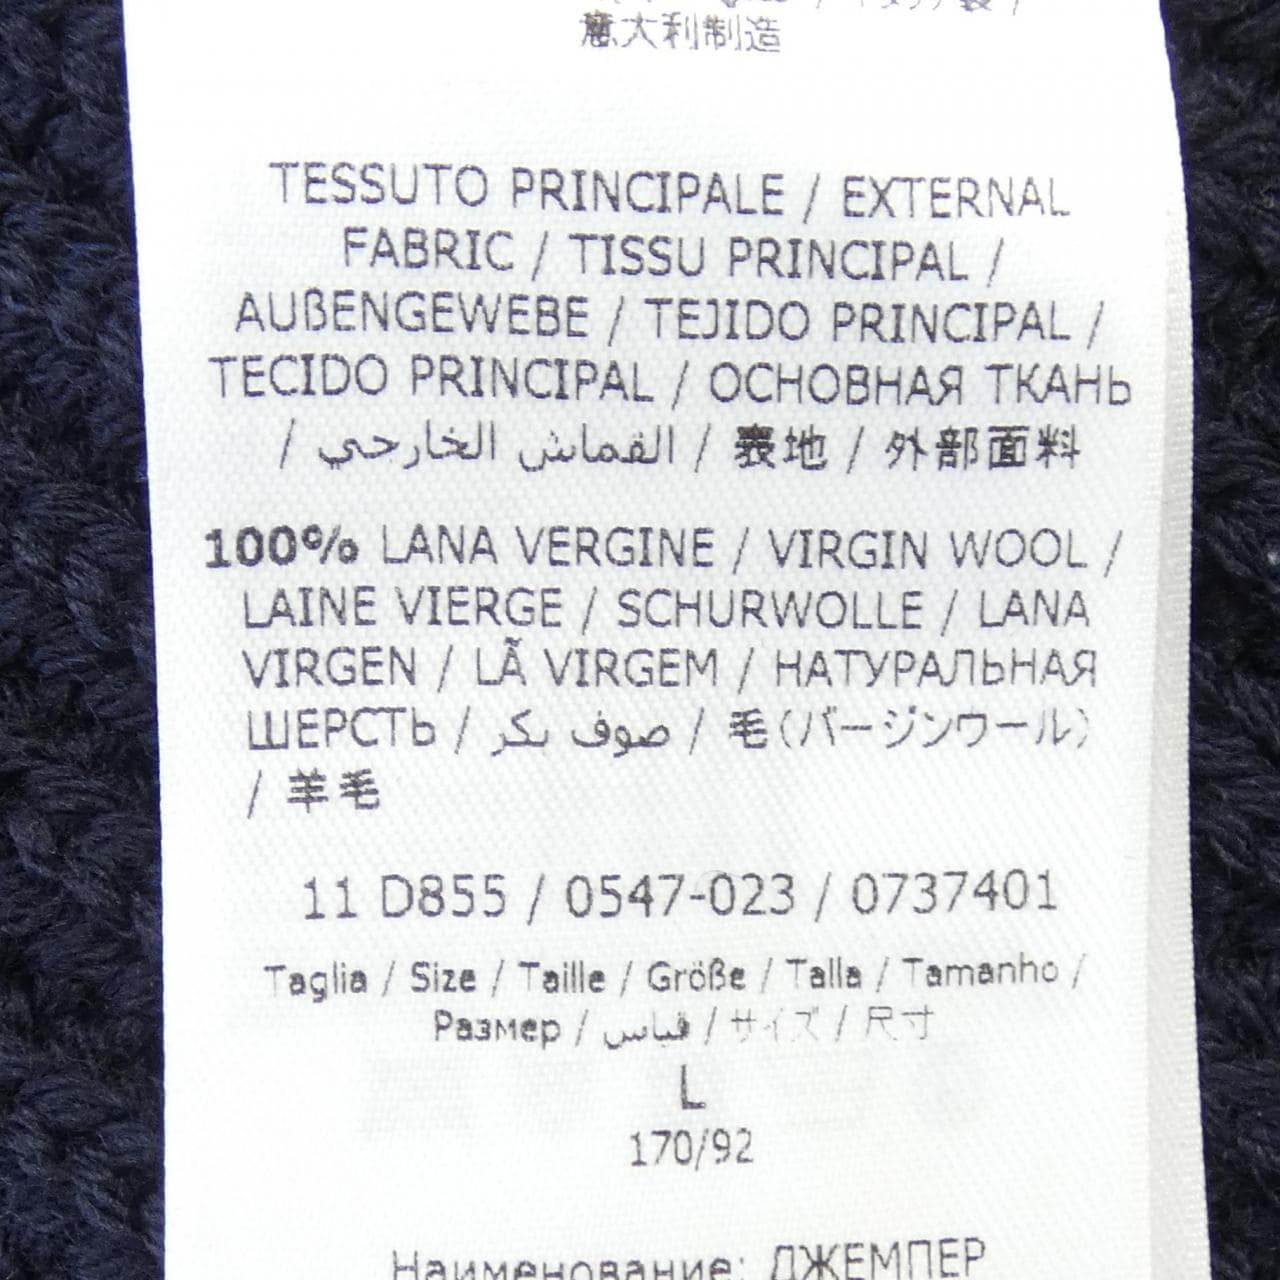 意大利制造
TESSUTO PRINCIPALE / EXTERNAL
FABRIC / TISSU PRINCIPAL /
AUßENGEWEBE / TEJIDO PRINCIPAL /
TECIDO PRINCIPAL / ОСНОВНАЯ ТКАНЬ
/ القماش الخارجي / 表地 / 外部面料
100% LANA VERGINE / VIRGIN WOOL /
LAINE VIERGE / SCHURWOLLE / LANA
VIRGEN / LÃ VIRGEM / НАТУРАЛЬНАЯ
ШЕРСТЬ / صوف بكر / 毛(バージンウール)
/ 羊毛
11 D855 / 0547-023 / 0737401
Taglia / Size / Taille / Größe / Talla / Tamanho /
Размер / قياس / サイズ / 尺寸
L
170/92
Наименование: ДЖЕМПЕР